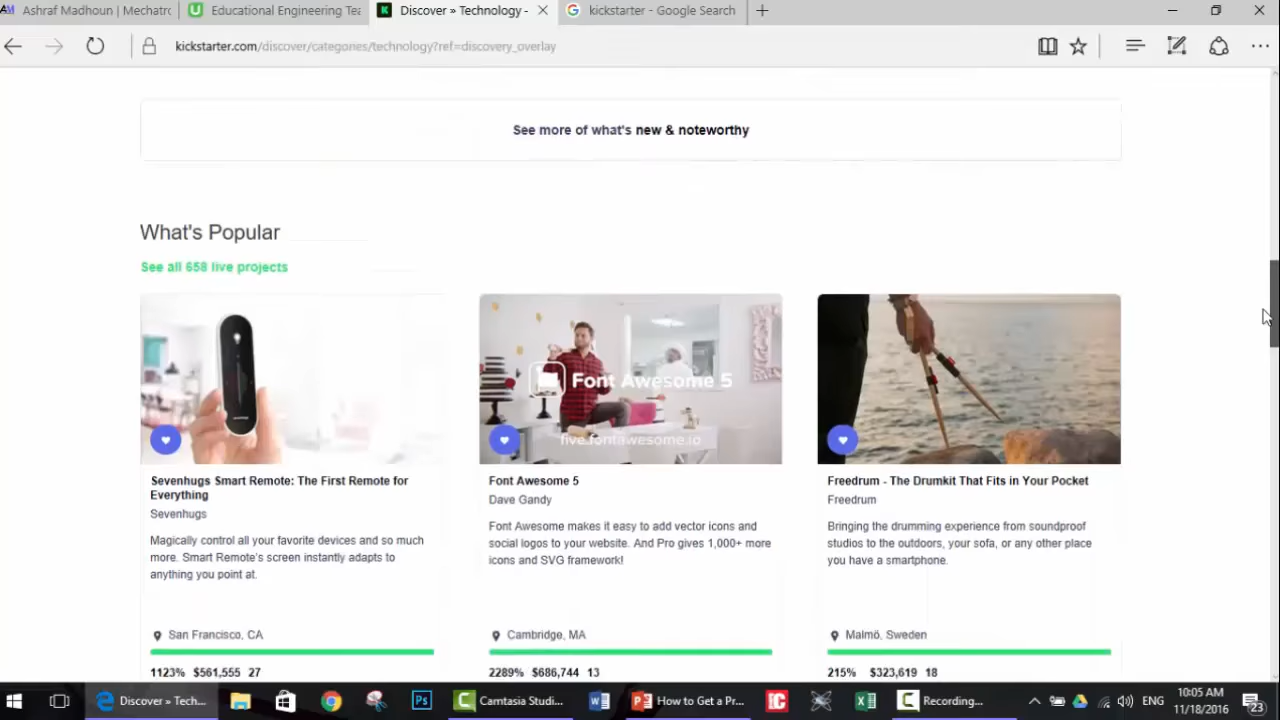 Ashraf Madhoun | Mechatr
Educational Engineering Tea
Discover » Technology -
kickstarter - Google Search
kickstarter.com/discover/categories/technology?ref=discovery_overlay
See more of what's new & noteworthy
What's Popular
See all 658 live projects
Font Awesome 5
five.fontawesome.io
Sevenhugs Smart Remote: The First Remote for
Everything
Sevenhugs
Magically control all your favorite devices and so much
more. Smart Remote's screen instantly adapts to
anything you point at.
San Francisco, CA
1123% $561,555 27
Font Awesome 5
Dave Gandy
Font Awesome makes it easy to add vector icons and
social logos to your website. And Pro gives 1,000+ more
icons and SVG framework!
Cambridge, MA
2289% $686,744 13
Freedrum - The Drumkit That Fits in Your Pocket
Freedrum
Bringing the drumming experience from soundproof
studios to the outdoors, your sofa, or any other place
you have a smartphone.
Malmö, Sweden
215% $323,619 18
Discover » Tech...
Camtasia Studi...
How to Get a Pr...
Recording...
ENG
10:05 AM
11/18/2016
23